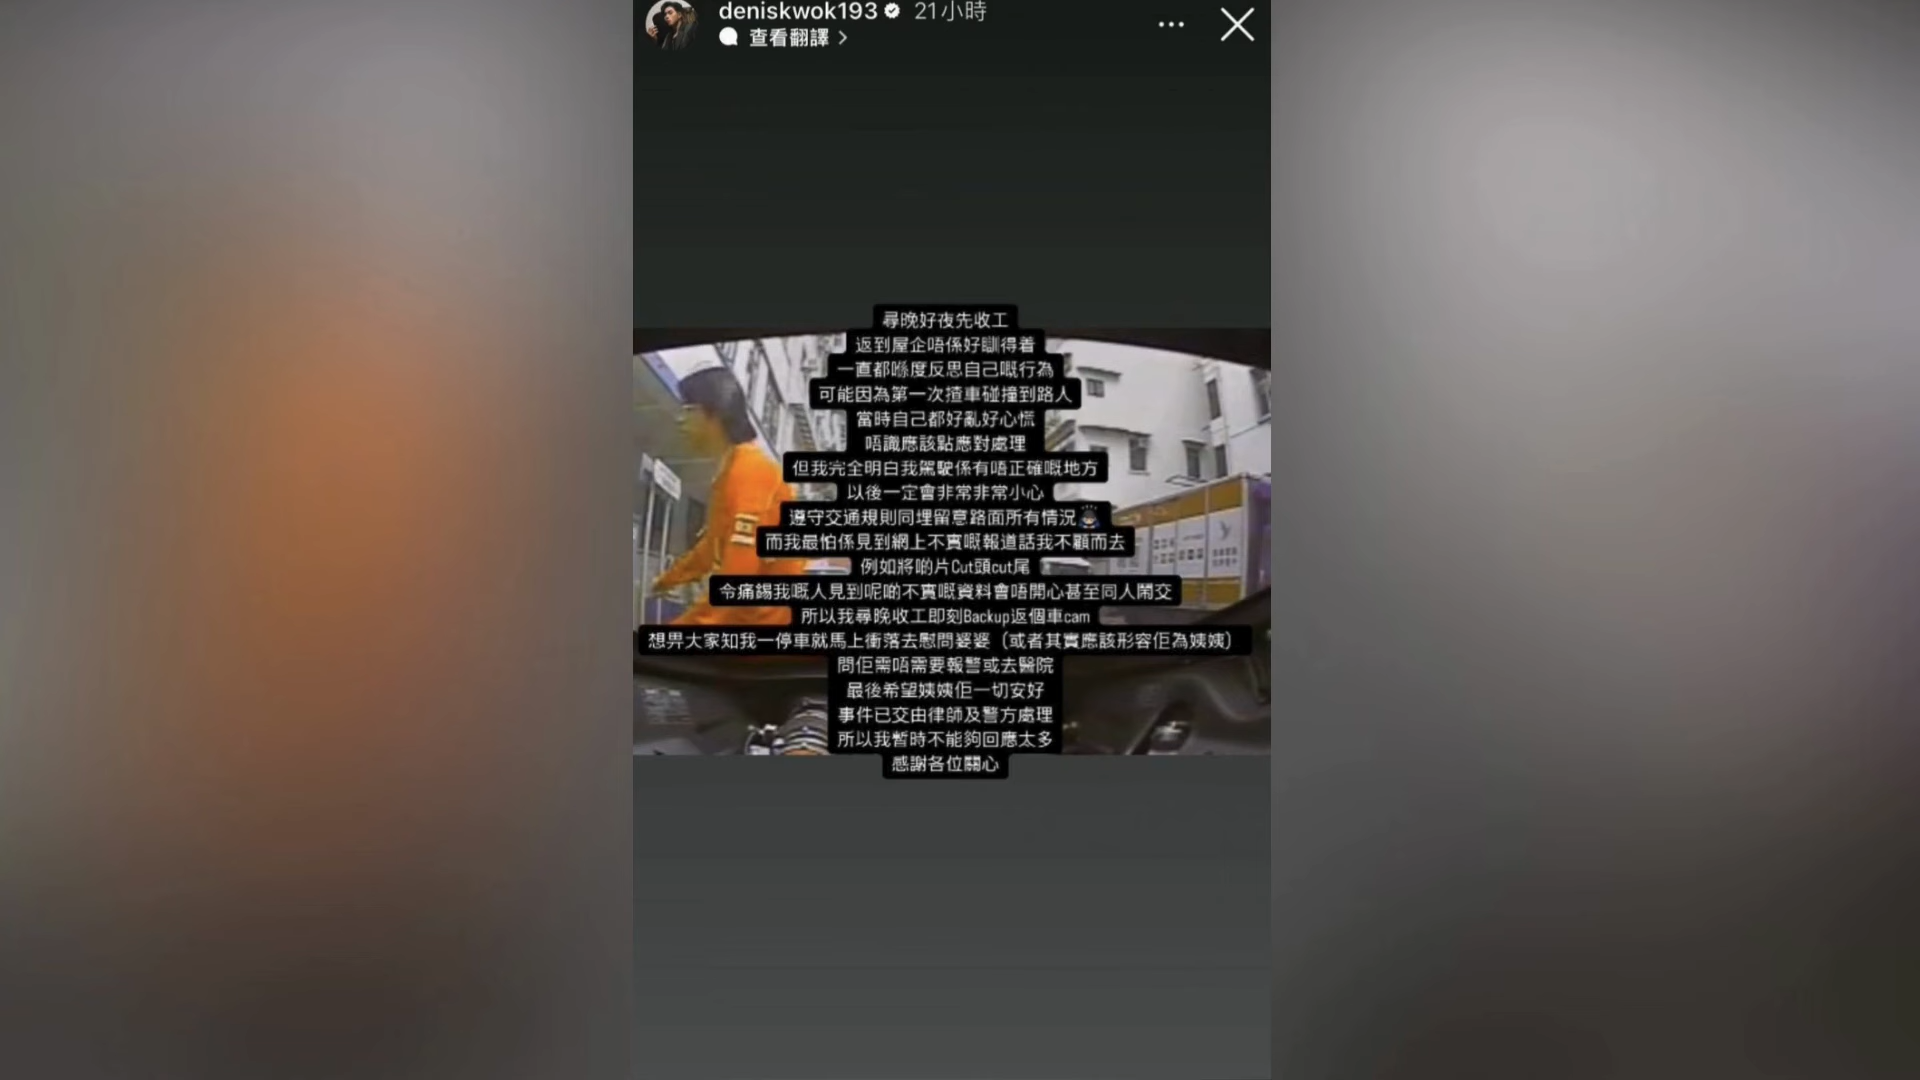 deniskwok193 21小時
查看翻譯
尋晚好夜先收工
返到屋企唔係好瞓得着
一直都喺度反思自己嘅行為
可能因為第一次揸車碰撞到路人
當時自己都好亂好心慌
唔識應該點應對處理
但我完全明白我駕駛係有唔正確嘅地方
以後一定會非常非常小心
遵守交通規則同埋留意路面所有情況🙇🏻‍♂️
而我最怕係見到網上不實嘅報道話我不顧而去
例如將啲片Cut頭cut尾
令痛錫我嘅人見到呢啲不實嘅資料會唔開心甚至同人鬧交
所以我尋晚收工即刻Backup返個車cam
想畀大家知我一停車就馬上衝落去慰問婆婆（或者其實應該形容佢為姨姨）
問佢需唔需要報警或去醫院
最後希望姨姨佢一切安好
事件已交由律師及警方處理
所以我暫時不能夠回應太多
感謝各位關心